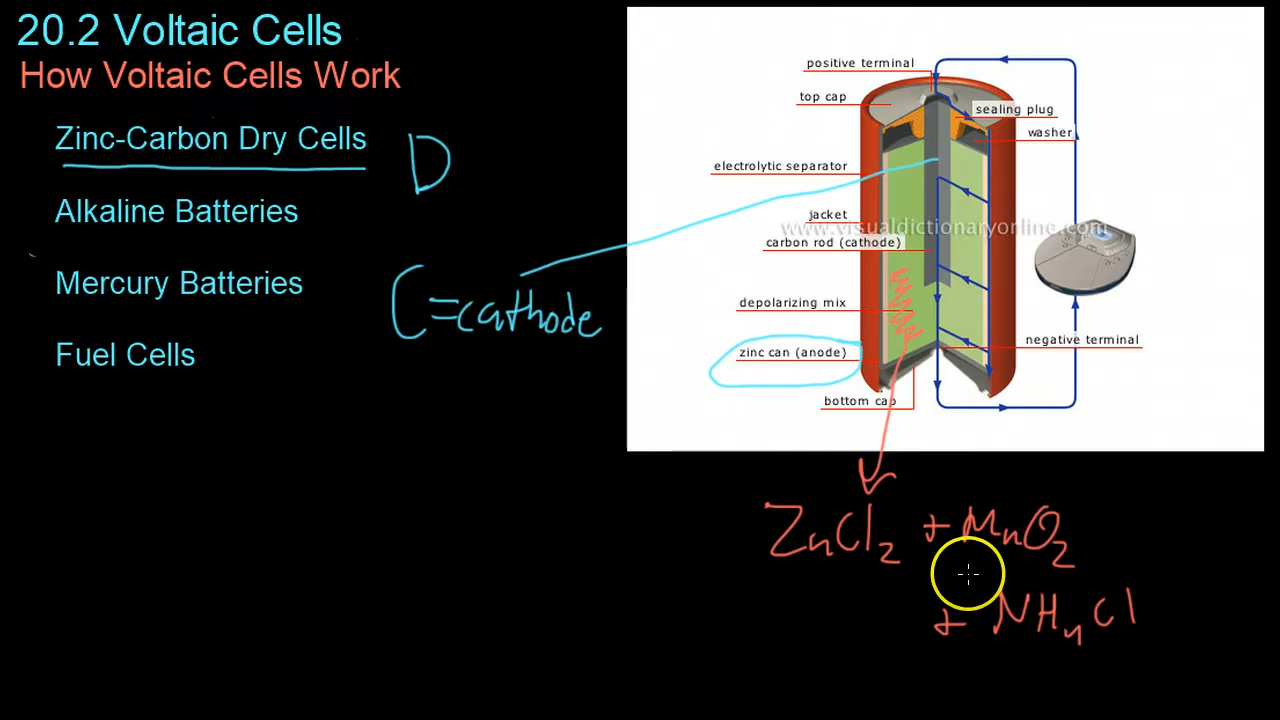 20.2 Voltaic Cells
How Voltaic Cells Work
Zinc-Carbon Dry Cells
D
Alkaline Batteries
Mercury Batteries
Fuel Cells
C=cathode
positive terminal
top cap
sealing plug
washer
electrolytic separator
jacket
www.visualdictionaryonline.com
carbon rod (cathode)
depolarizing mix
negative terminal
zinc can (anode)
bottom cap
ZnCl₂ + MnO₂
+ NH₄Cl